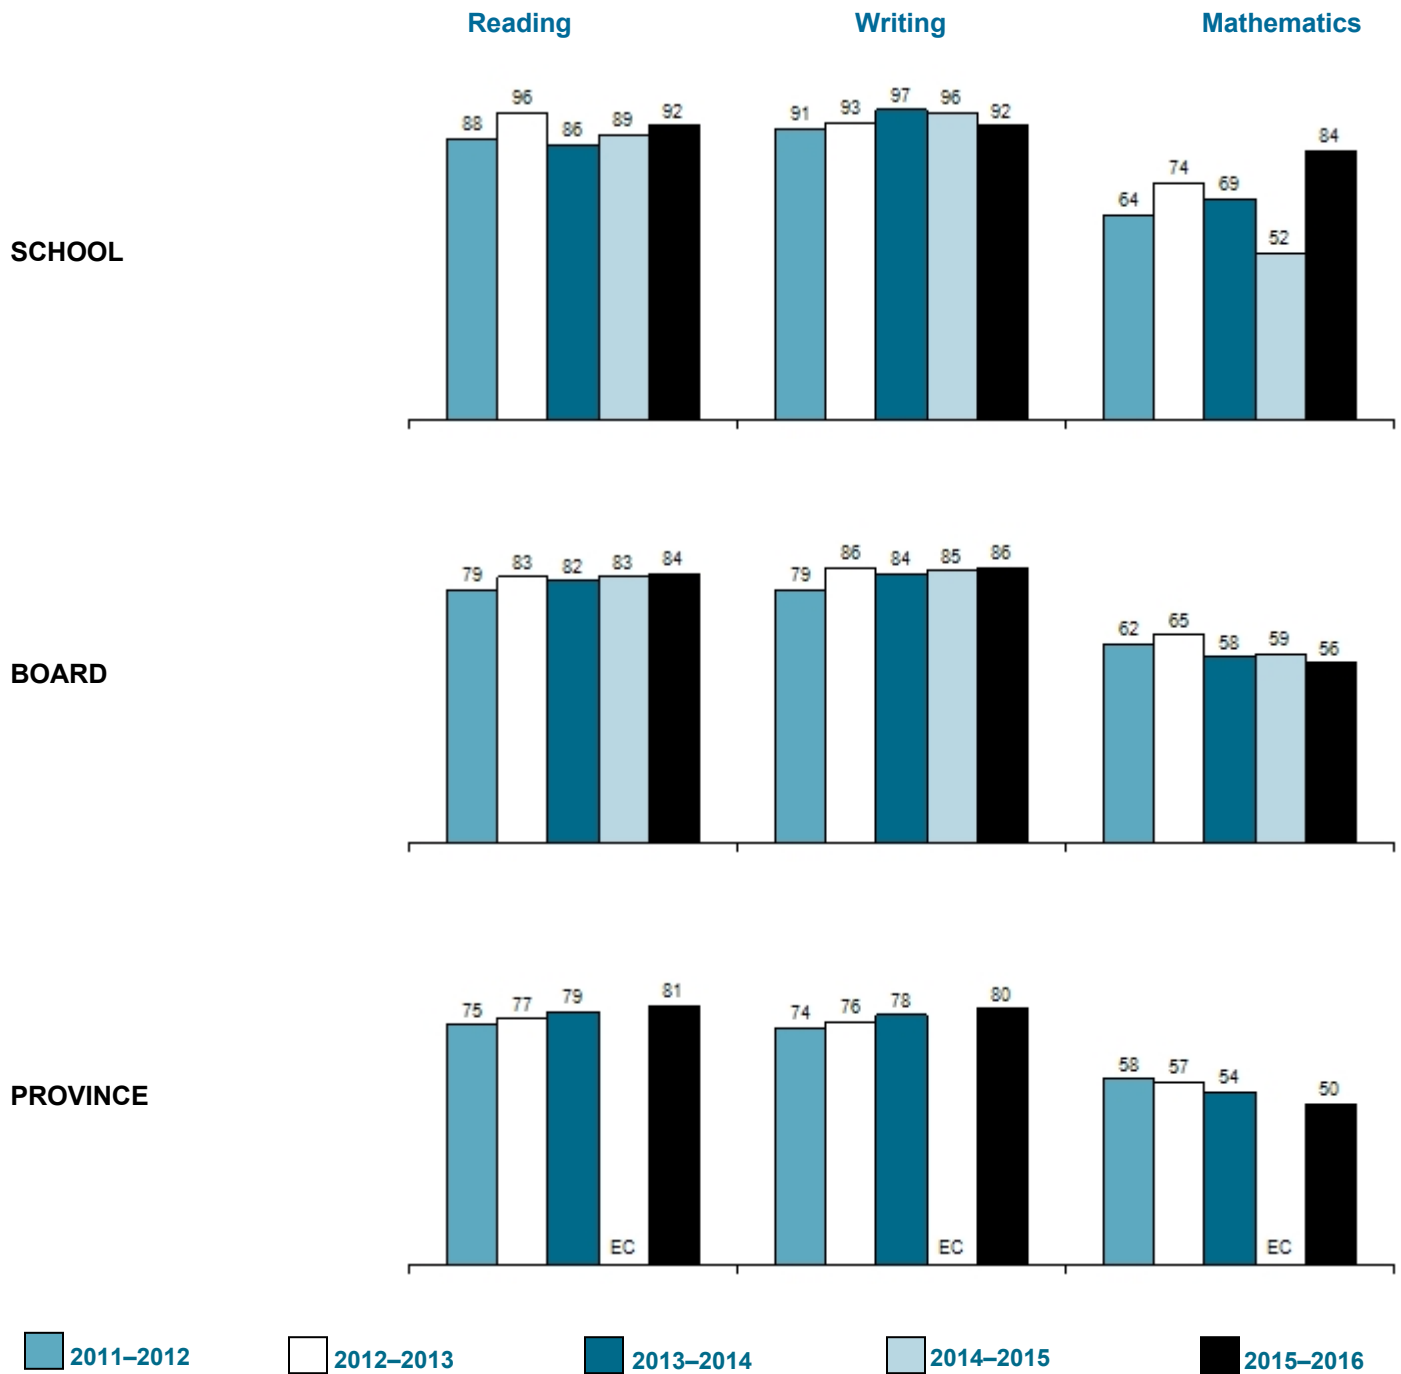 Reading Writing Mathematics
SCHOOL
88 96 86 89 92 91 93 97 96 92 64 74 69 52 84
BOARD
79 83 82 83 84 79 86 84 85 86 62 65 58 59 56
PROVINCE
75 77 79 EC 81 74 76 78 EC 80 58 57 54 EC 50
2011–2012 2012–2013 2013–2014 2014–2015 2015–2016